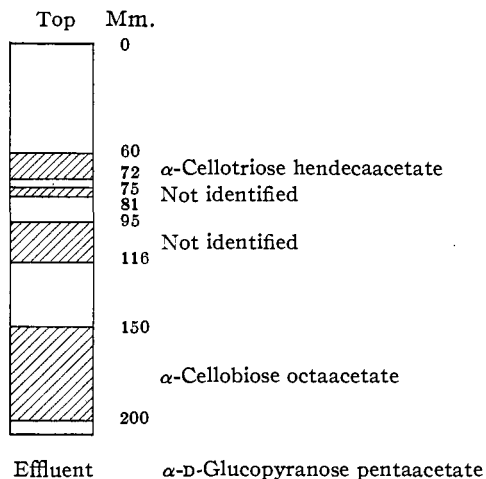 Top Mm.
0
60
α-Cellotriose hendecaacetate
72
75
Not identified
81
95
Not identified
116
150
α-Cellobiose octaacetate
200
Effluent α-D-Glucopyranose pentaacetate